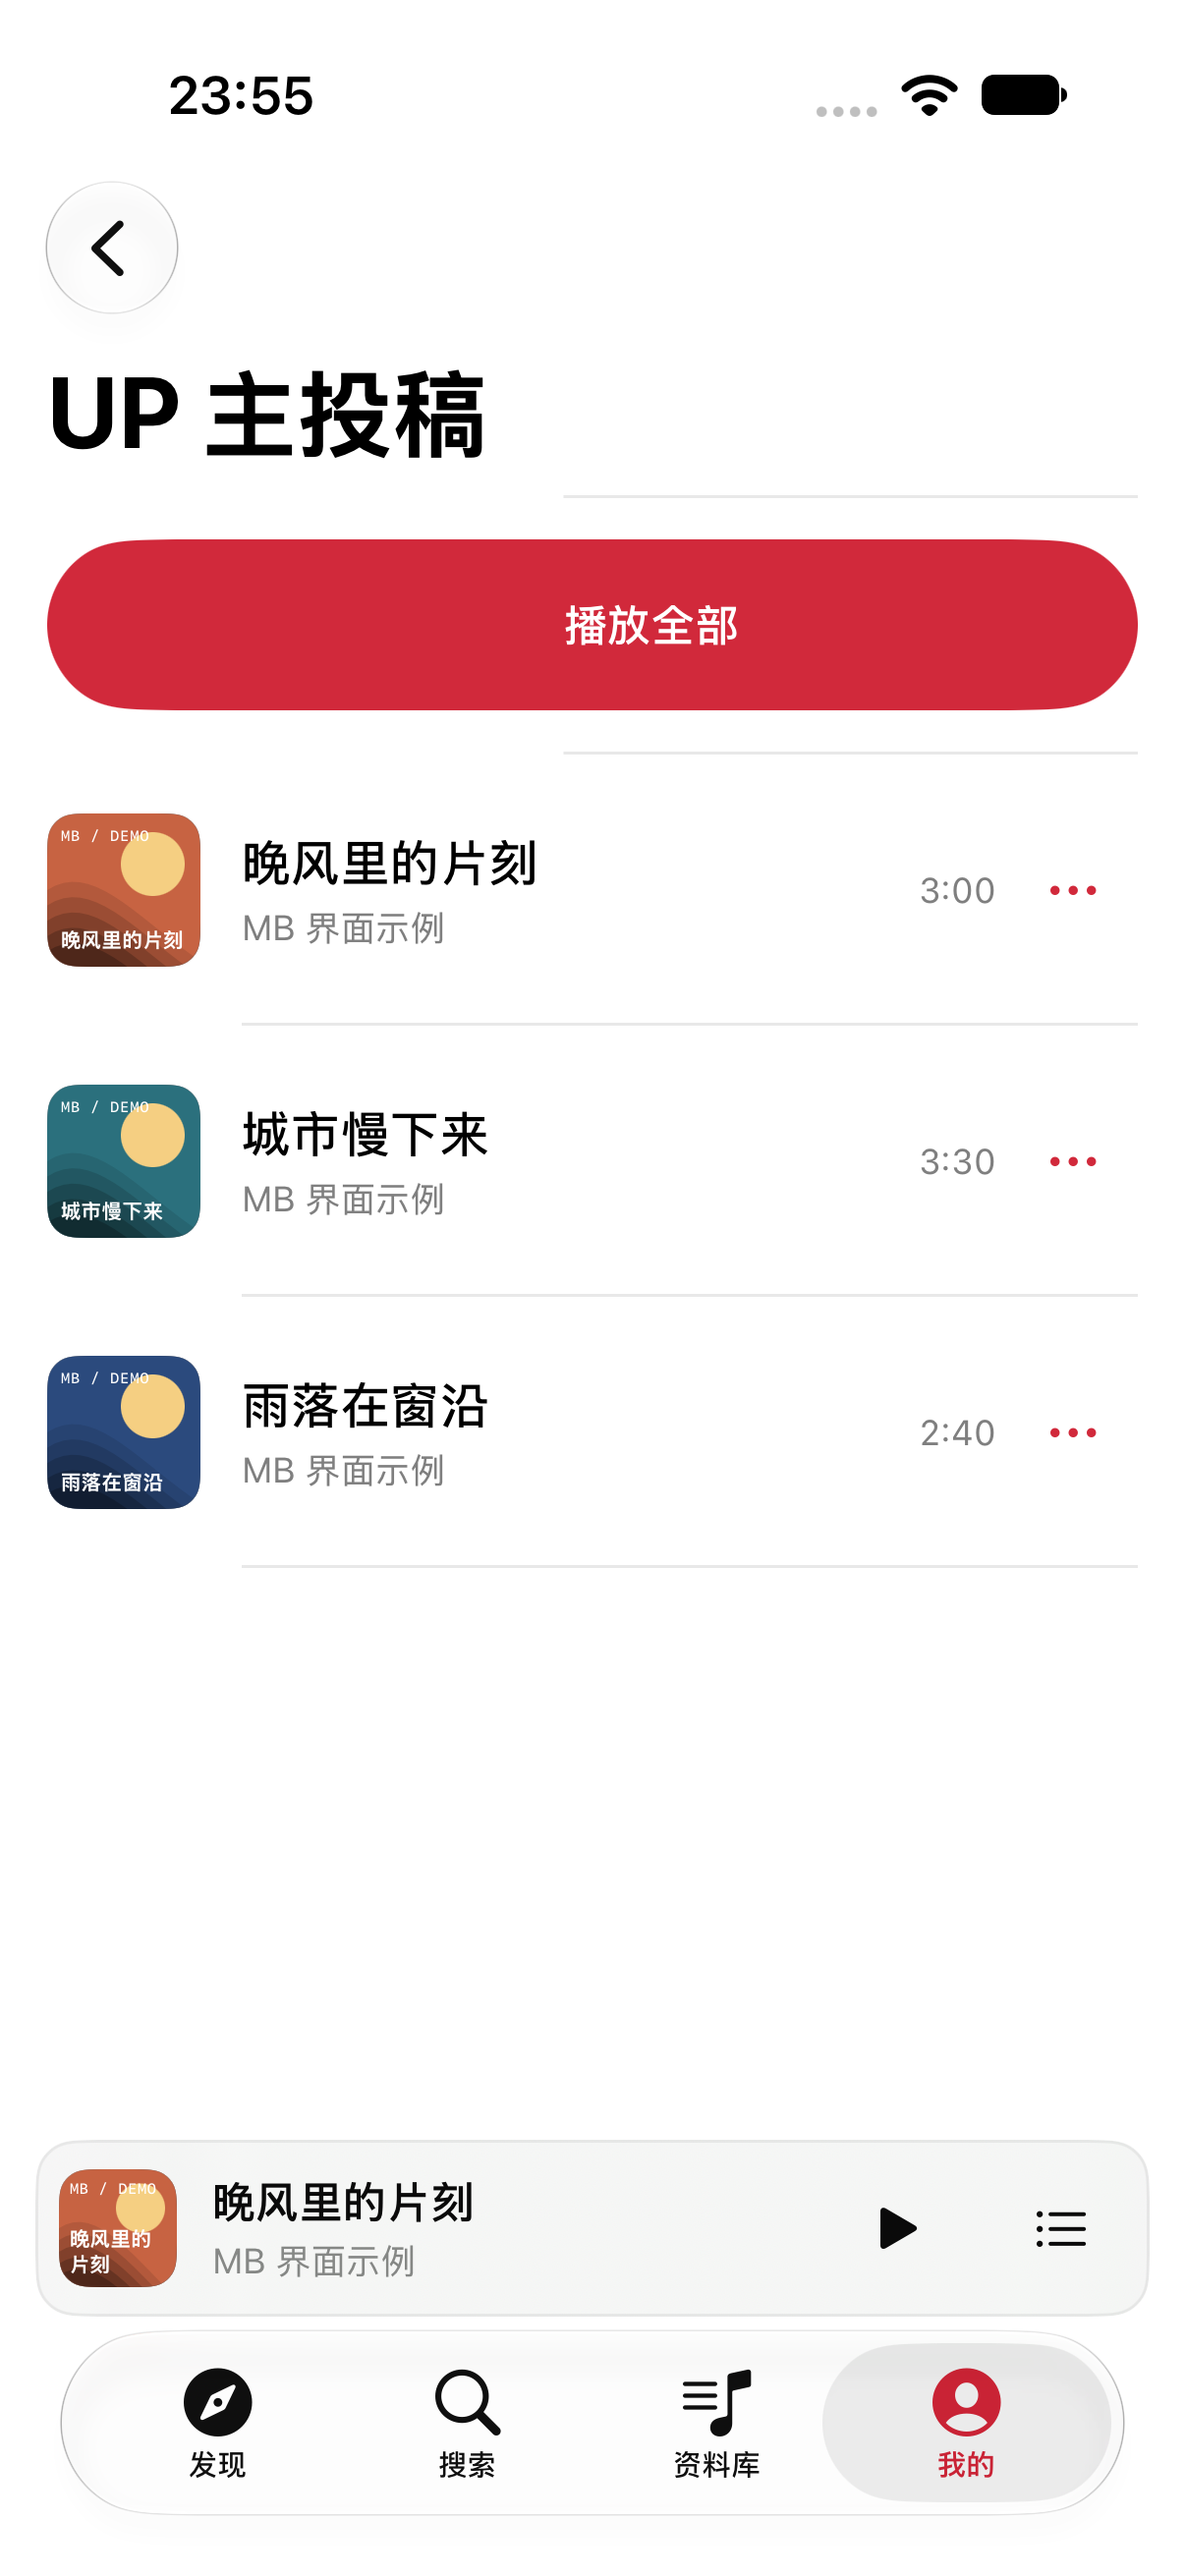 23:55
UP 主投稿
播放全部
MB / DEMO
晚风里的片刻
晚风里的片刻
MB 界面示例
3:00
MB / DEMO
城市慢下来
城市慢下来
MB 界面示例
3:30
MB / DEMO
雨落在窗沿
雨落在窗沿
MB 界面示例
2:40
MB / DEMO
晚风里的
片刻
晚风里的片刻
MB 界面示例
发现
搜索
资料库
我的